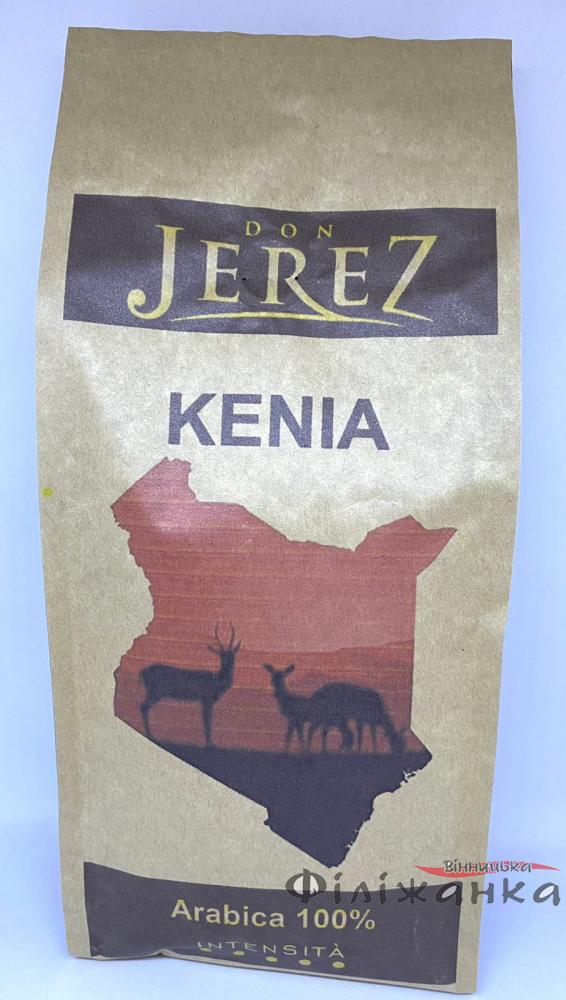 DON
JEREZ
KENIA
Вінницька
Філіжанка
Arabica 100%
INTENSITÀ